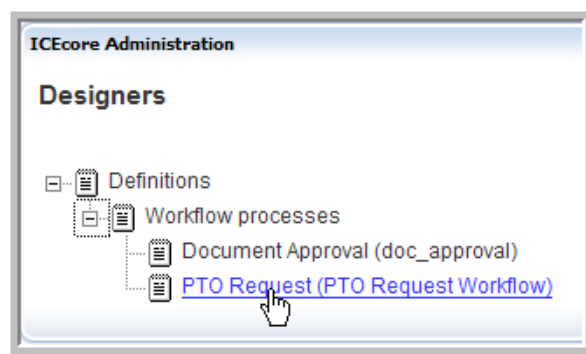 ICEcore Administration
Designers
Definitions
Workflow processes
Document Approval (doc_approval)
PTO Request (PTO Request Workflow)